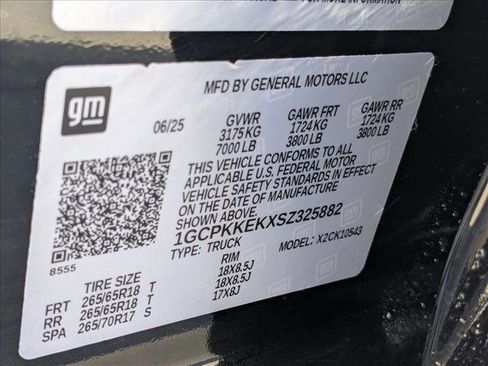 FOR MORE INFORMATION
gm
MFD BY GENERAL MOTORS LLC
06/25 GVWR GAWR FRT GAWR RR
3175 KG 1724 KG 1724 KG
7000 LB 3800 LB 3800 LB
THIS VEHICLE CONFORMS TO ALL
APPLICABLE U.S. FEDERAL MOTOR
VEHICLE SAFETY STANDARDS IN EFFECT
ON THE DATE OF MANUFACTURE
SHOWN ABOVE.
1GCPKKEKXSZ325882
TYPE: TRUCK MODEL: X2CK10543
8555
TIRE SIZE RIM
FRT 265/65R18 T 18X8.5J
RR 265/65R18 T 18X8.5J
SPA 265/70R17 S 17X8J